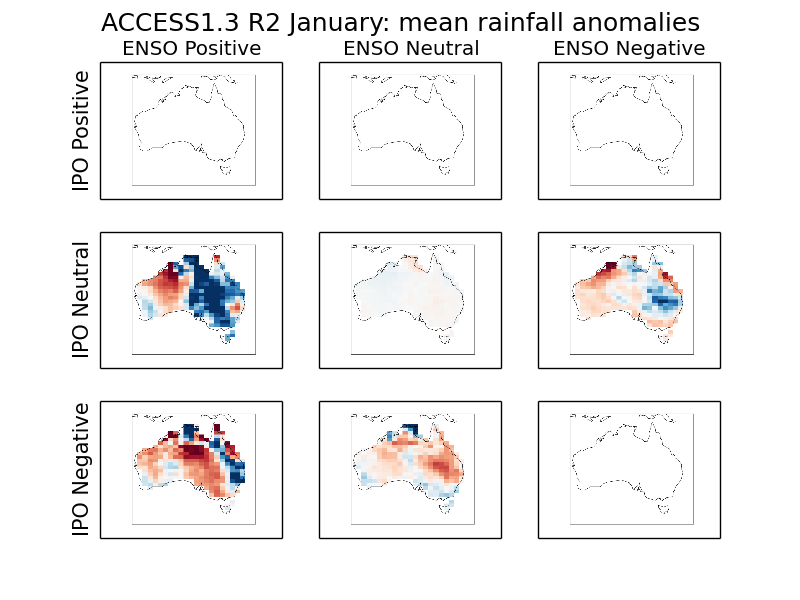 ACCESS1.3 R2 January: mean rainfall anomalies
ENSO Positive ENSO Neutral ENSO Negative
IPO Positive
IPO Neutral
IPO Negative